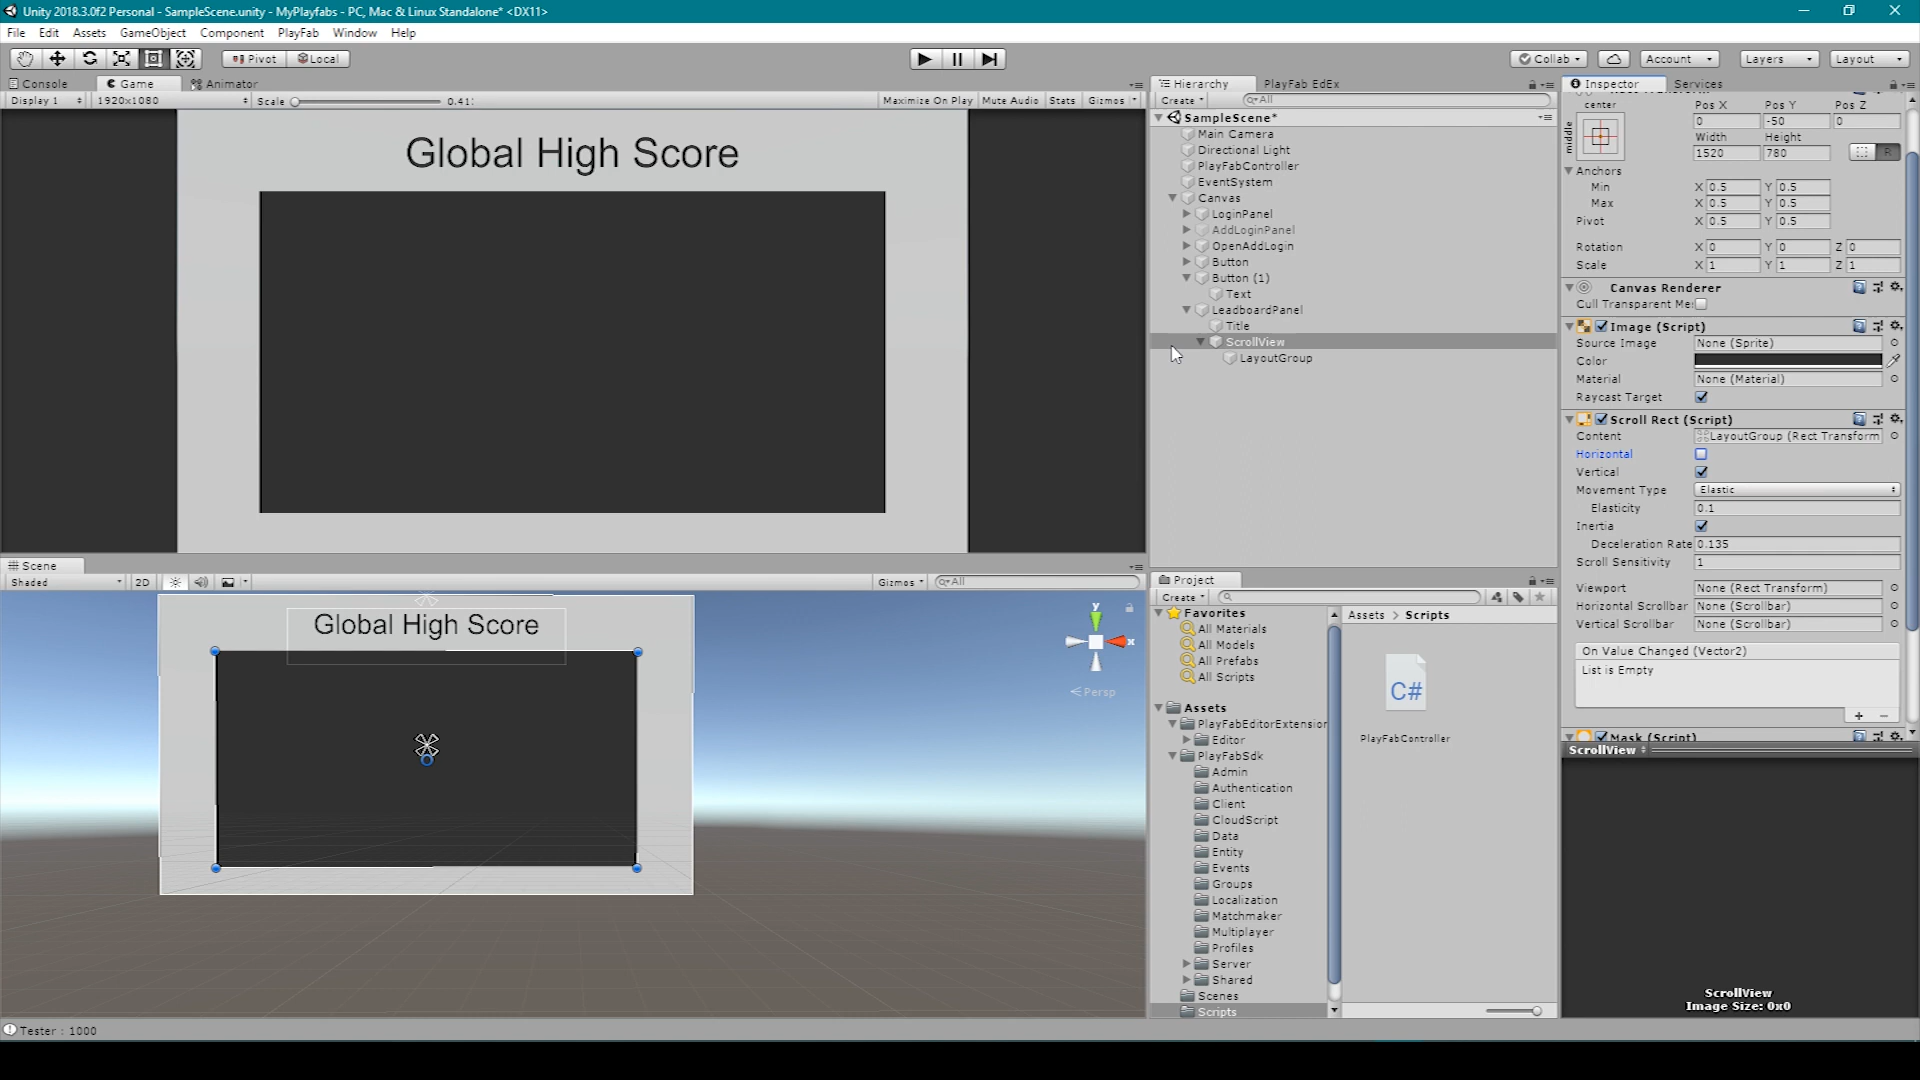 Unity 2018.3.0f2 Personal - SampleScene.unity - MyPlayfabs - PC, Mac & Linux Standalone* <DX11>
File Edit Assets GameObject Component PlayFab Window Help
Pivot Local Collab Account Layers Layout
Console Game Animator
Display 1 1920x1080 Scale 0.41: Maximize On Play Mute Audio Stats Gizmos
Global High Score
Scene
Shaded 2D Gizmos All
Global High Score
y
x
Persp
Hierarchy PlayFab EdEx
Create All
SampleScene*
Main Camera
Directional Light
PlayFabController
EventSystem
Canvas
LoginPanel
AddLoginPanel
OpenAddLogin
Button
Button (1)
Text
LeadboardPanel
Title
ScrollView
LayoutGroup
Project
Create
Favorites
All Materials
All Models
All Prefabs
All Scripts
Assets
PlayFabEditorExtension
Editor
PlayFabSdk
Admin
Authentication
Client
CloudScript
Data
Entity
Events
Groups
Localization
Matchmaker
Multiplayer
Profiles
Server
Shared
Scenes
Scripts
Assets > Scripts
C#
PlayFabController
Inspector Services
center Pos X Pos Y Pos Z
middle 0 -50 0
Width Height
1520 780 R
Anchors
Min X 0.5 Y 0.5
Max X 0.5 Y 0.5
Pivot X 0.5 Y 0.5
Rotation X 0 Y 0 Z 0
Scale X 1 Y 1 Z 1
Canvas Renderer
Cull Transparent Me:
Image (Script)
Source Image None (Sprite)
Color
Material None (Material)
Raycast Target
Scroll Rect (Script)
Content LayoutGroup (Rect Transform
Horizontal
Vertical
Movement Type Elastic
Elasticity 0.1
Inertia
Deceleration Rate 0.135
Scroll Sensitivity 1
Viewport None (Rect Transform)
Horizontal Scrollbar None (Scrollbar)
Vertical Scrollbar None (Scrollbar)
On Value Changed (Vector2)
List is Empty
Mask (Script)
ScrollView
ScrollView
Image Size: 0x0
Tester : 1000